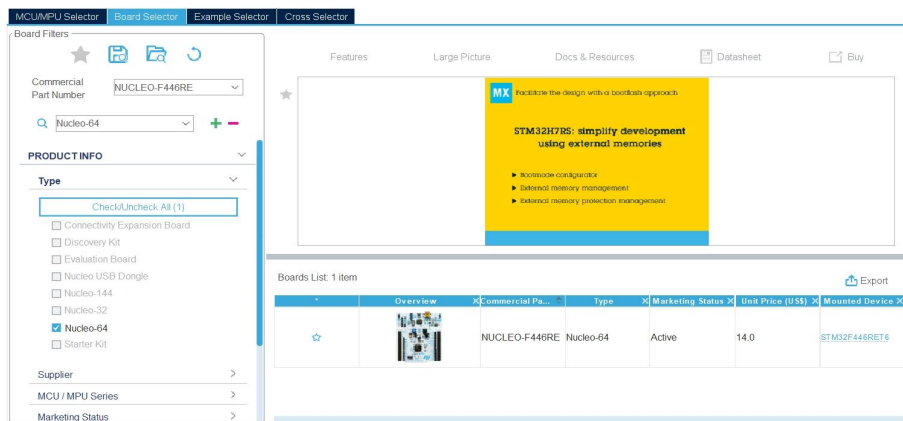 MCU/MPU Selector Board Selector Example Selector Cross Selector
Board Filters
Commercial Part Number
NUCLEO-F446RE
Nucleo-64
PRODUCT INFO
Type
Check/Uncheck All (1)
Connectivity Expansion Board
Discovery Kit
Evaluation Board
Nucleo USB Dongle
Nucleo-144
Nucleo-32
Nucleo-64
Starter Kit
Supplier
MCU / MPU Series
Marketing Status
Features Large Picture Docs & Resources Datasheet Buy
MX Facilitate the design with a bootflash approach
STM32H7RS: simplify development
using external memories
Bootmode configurator
External memory management
External memory protection management
Boards List: 1 item
Export
* Overview Commercial Pa... Type Marketing Status Unit Price (US$) Mounted Device
NUCLEO-F446RE Nucleo-64 Active 14.0 STM32F446RET6